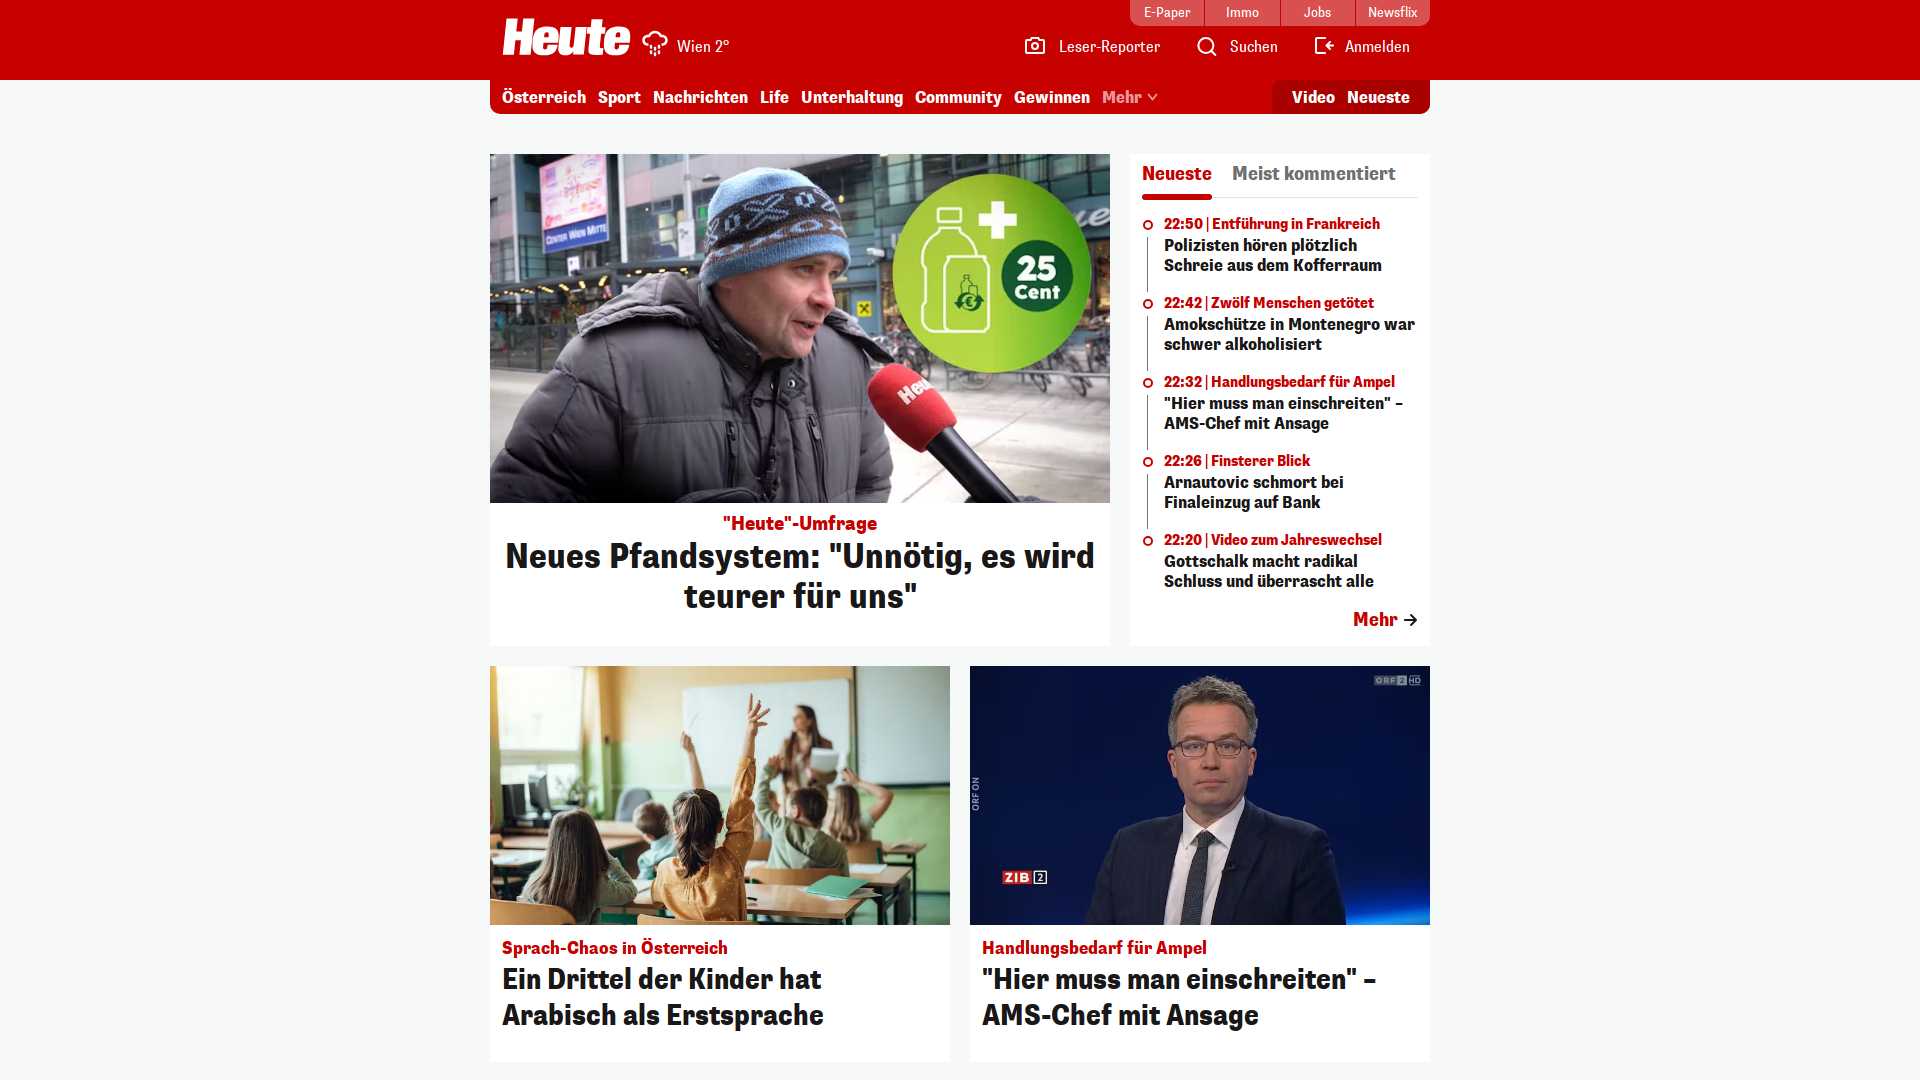 E-Paper
Immo
Jobs
Newsflix
Heute
Wien 2°
Leser-Reporter
Suchen
Anmelden
Österreich
Sport
Nachrichten
Life
Unterhaltung
Community
Gewinnen
Mehr
Video
Neueste
CENTER WIEN MITTE
25
Cent
Heute
"Heute"-Umfrage
Neues Pfandsystem: "Unnötig, es wird
teurer für uns"
Neueste
Meist kommentiert
22:50 | Entführung in Frankreich
Polizisten hören plötzlich
Schreie aus dem Kofferraum
22:42 | Zwölf Menschen getötet
Amokschütze in Montenegro war
schwer alkoholisiert
22:32 | Handlungsbedarf für Ampel
"Hier muss man einschreiten" –
AMS-Chef mit Ansage
22:26 | Finsterer Blick
Arnautovic schmort bei
Finaleinzug auf Bank
22:20 | Video zum Jahreswechsel
Gottschalk macht radikal
Schluss und überrascht alle
Mehr
Sprach-Chaos in Österreich
Ein Drittel der Kinder hat
Arabisch als Erstsprache
ORF 2 HD
ORF ON
ZIB 2
Handlungsbedarf für Ampel
"Hier muss man einschreiten" –
AMS-Chef mit Ansage